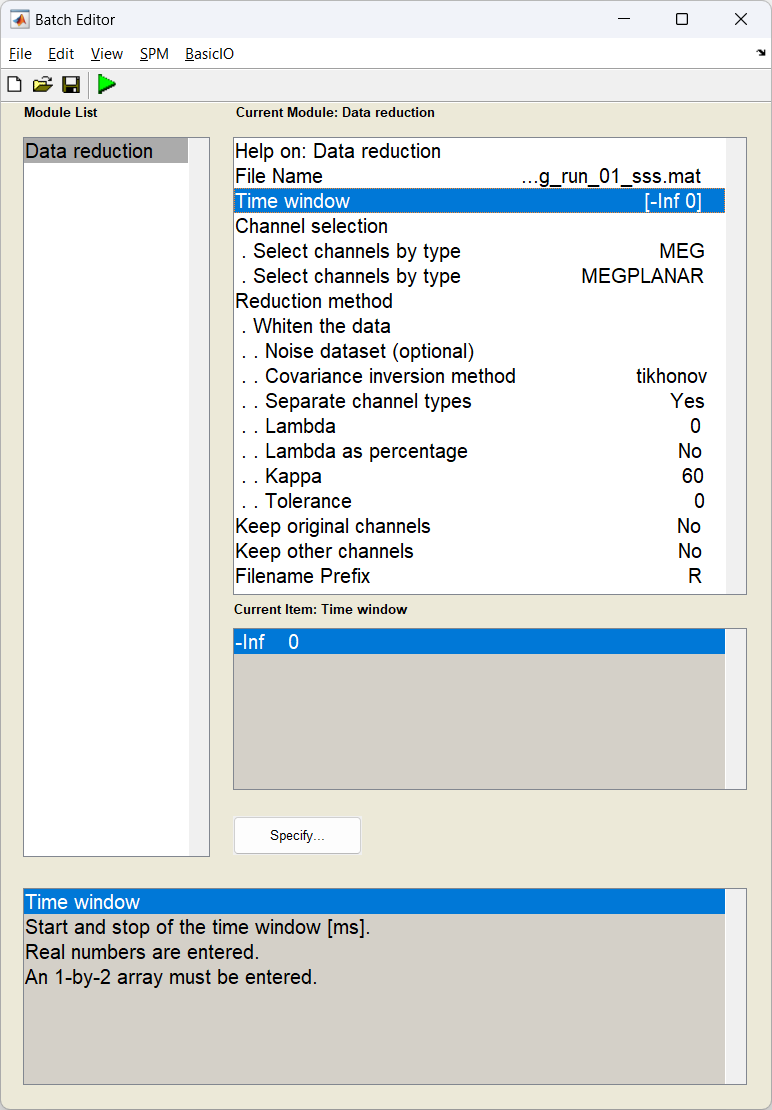 Batch Editor
File Edit View SPM BasicIO
Module List
Current Module: Data reduction
Data reduction
Help on: Data reduction
File Name ...g_run_01_sss.mat
Time window [-Inf 0]
Channel selection
. Select channels by type MEG
. Select channels by type MEGPLANAR
Reduction method
. Whiten the data
. . Noise dataset (optional)
. . Covariance inversion method tikhonov
. . Separate channel types Yes
. . Lambda 0
. . Lambda as percentage No
. . Kappa 60
. . Tolerance 0
Keep original channels No
Keep other channels No
Filename Prefix R
Current Item: Time window
-Inf 0
Specify...
Time window
Start and stop of the time window [ms].
Real numbers are entered.
An 1-by-2 array must be entered.